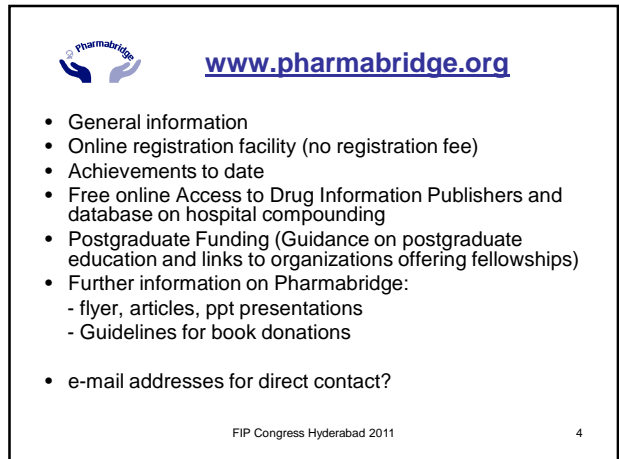 Pharmabridge
www.pharmabridge.org
• General information
• Online registration facility (no registration fee)
• Achievements to date
• Free online Access to Drug Information Publishers and
database on hospital compounding
• Postgraduate Funding (Guidance on postgraduate
education and links to organizations offering fellowships)
• Further information on Pharmabridge:
- flyer, articles, ppt presentations
- Guidelines for book donations
• e-mail addresses for direct contact?
FIP Congress Hyderabad 2011 4